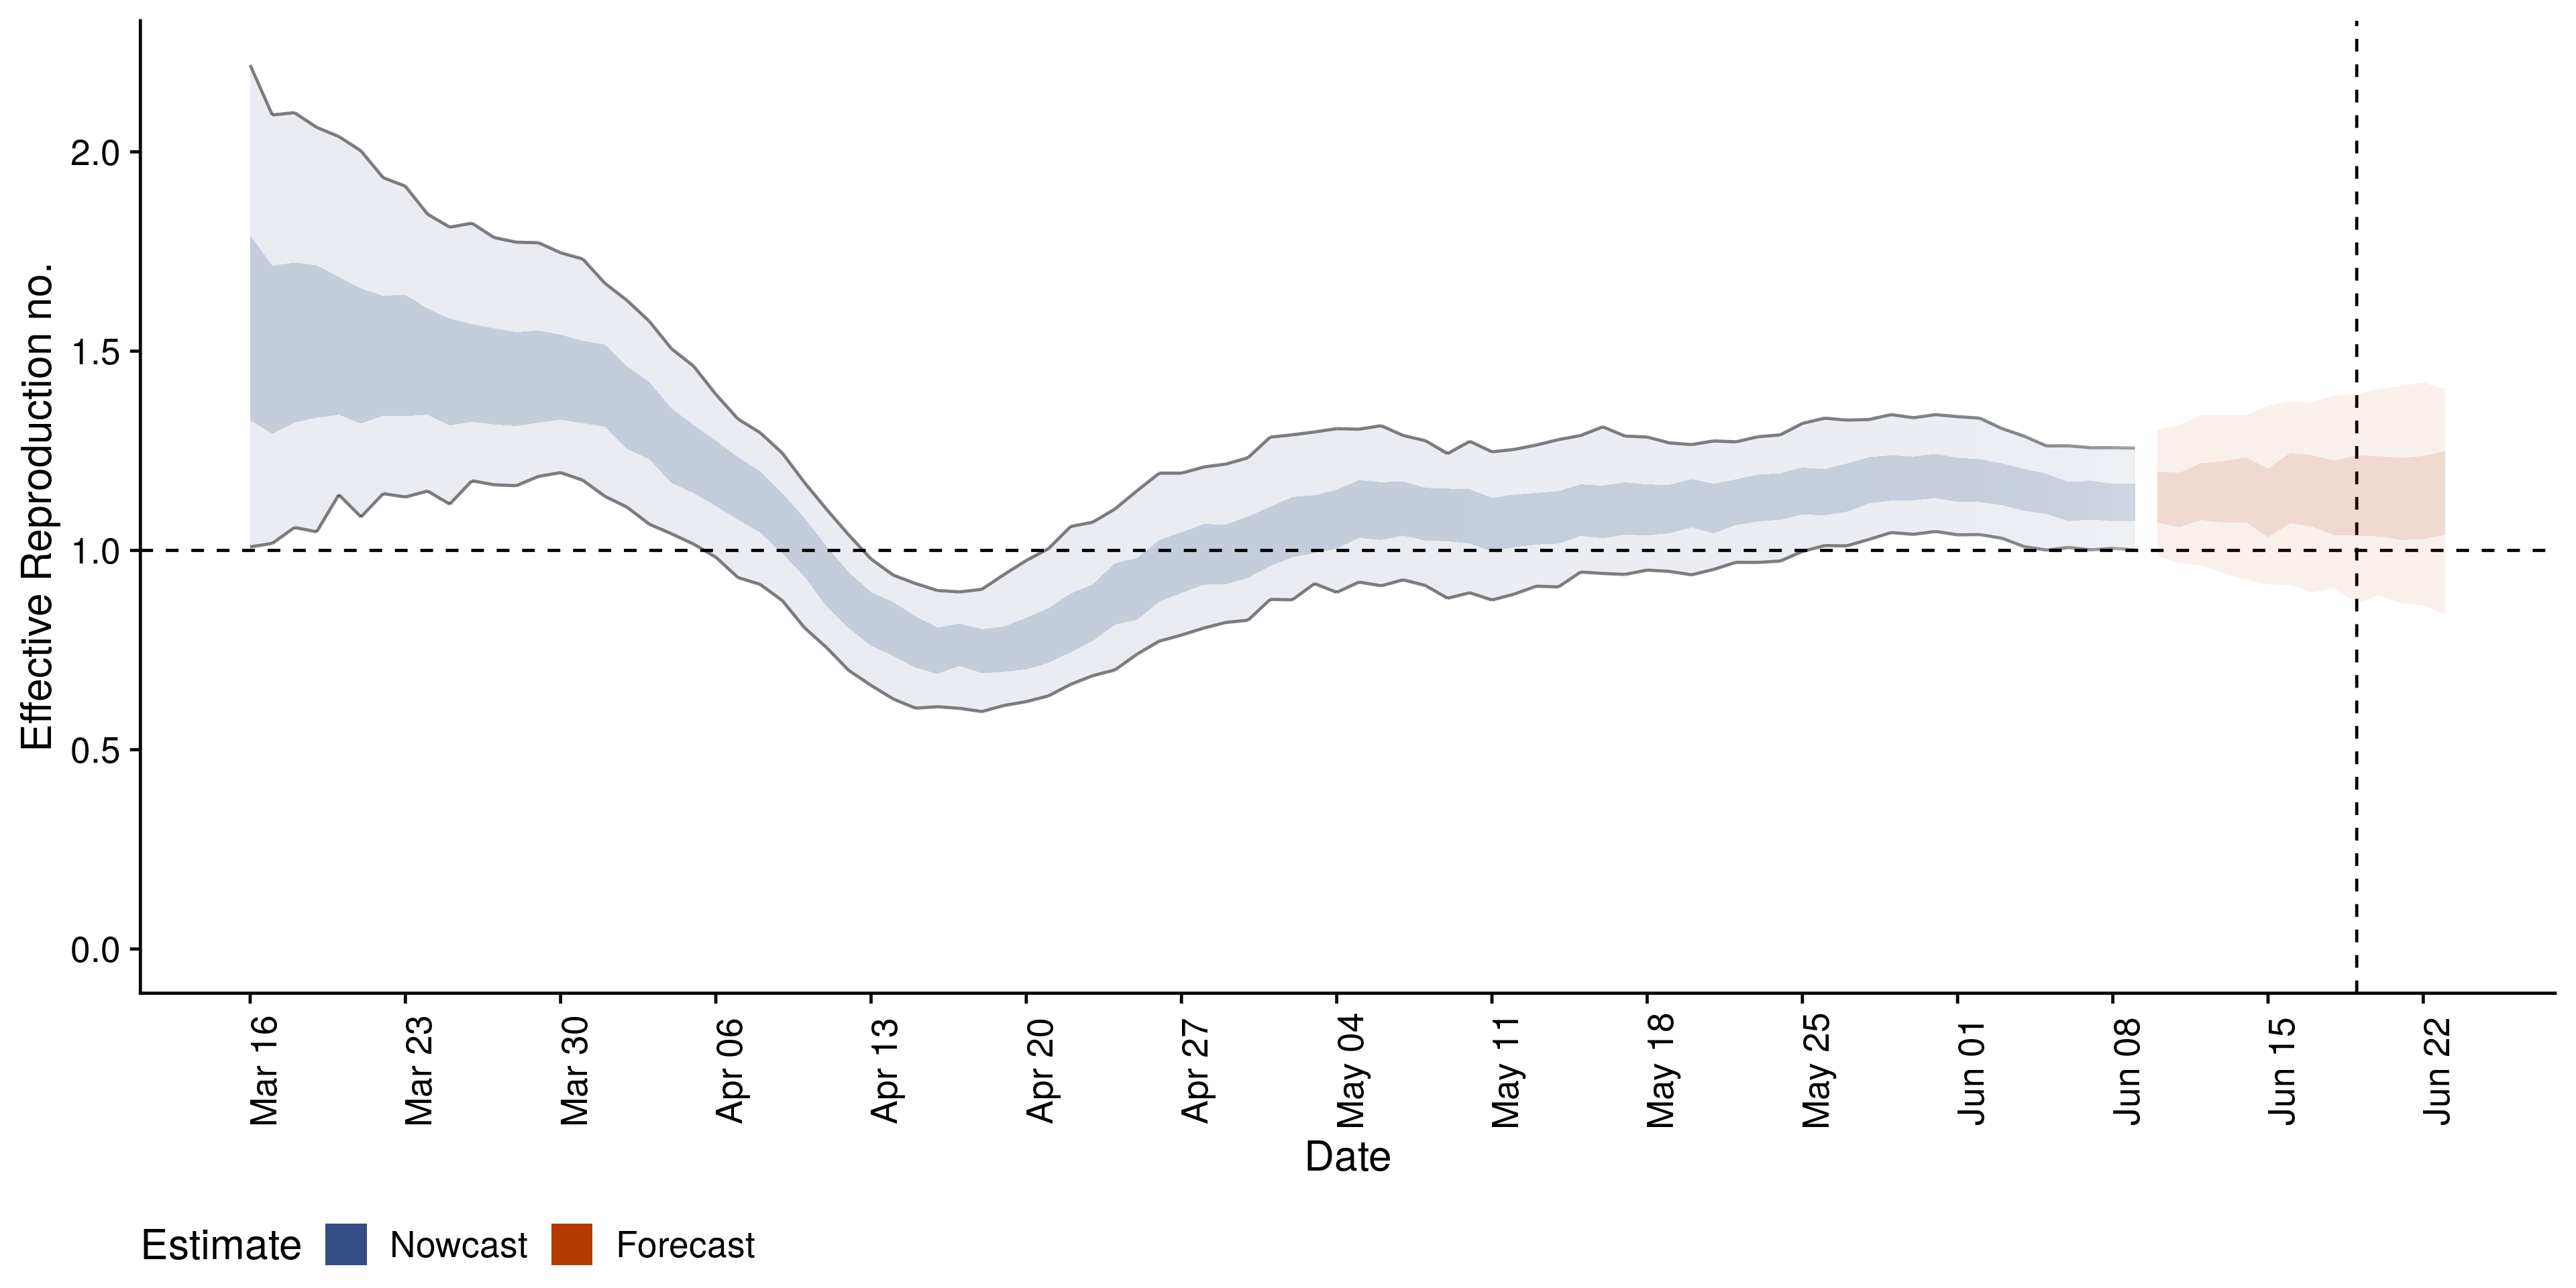 Effective Reproduction no.
2.0
1.5
1.0
0.5
0.0
Mar 16
Mar 23
Mar 30
Apr 06
Apr 13
Apr 20
Apr 27
May 04
May 11
May 18
May 25
Jun 01
Jun 08
Jun 15
Jun 22
Date
Estimate Nowcast Forecast